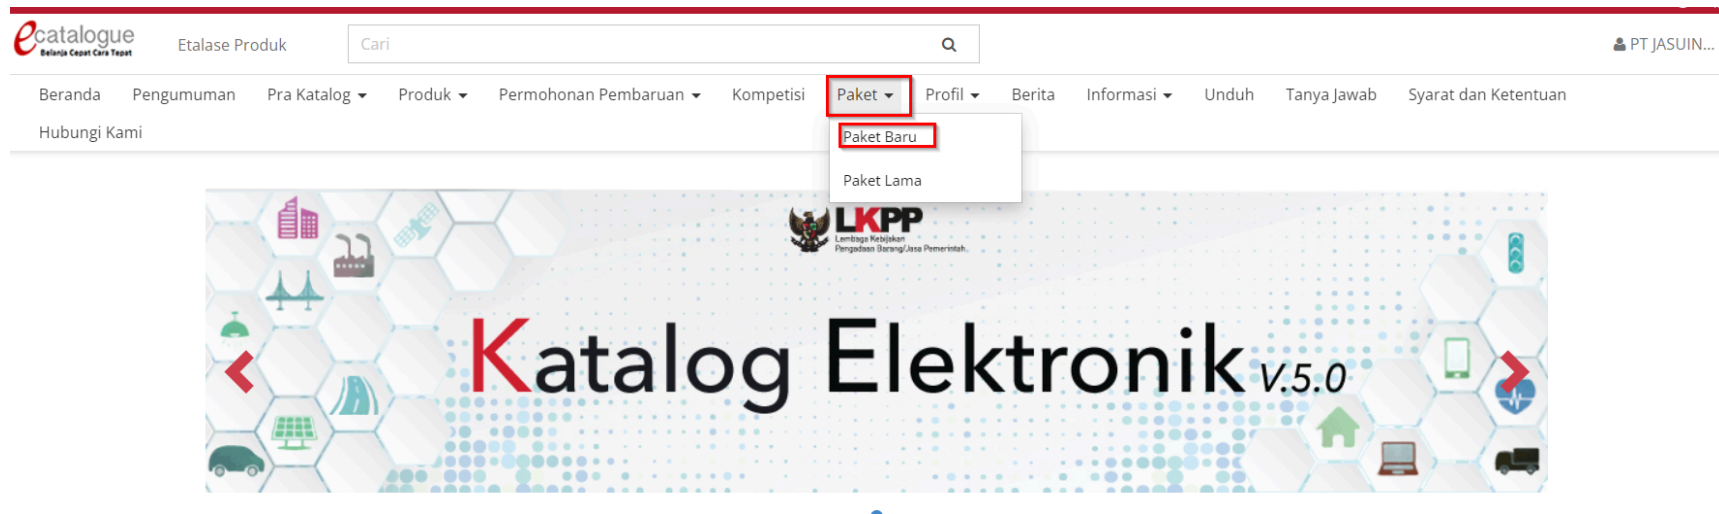 ecatalogue
Belanja Cepat Cara Tepat
Etalase Produk
Cari
PT JASUIN...
Beranda Pengumuman Pra Katalog Produk Permohonan Pembaruan Kompetisi Paket Profil Berita Informasi Unduh Tanya Jawab Syarat dan Ketentuan
Hubungi Kami
Paket Baru
Paket Lama
LKPP
Lembaga Kebijakan
Pengadaan Barang/Jasa Pemerintah
Katalog Elektronik v.5.0